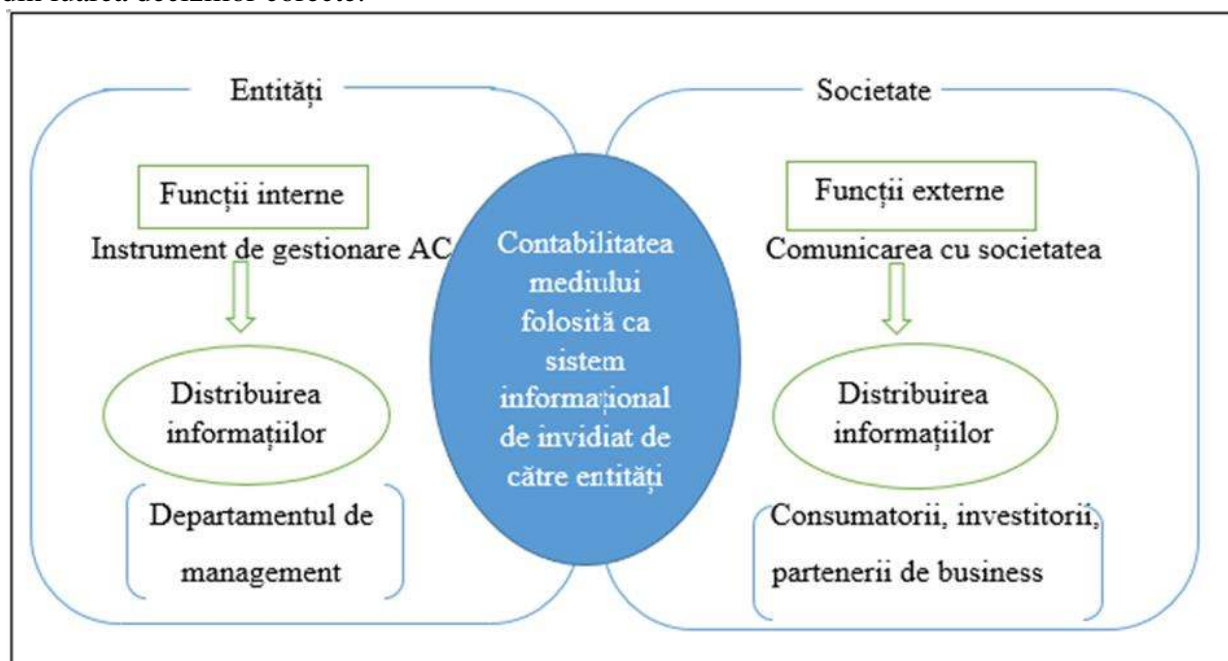 Entități
Funcții interne
Instrument de gestionare AC
Distribuirea
informațiilor
Departamentul de
management
Contabilitatea
mediului
folosită ca
sistem
informațional
de invidiat de
către entități
Societate
Funcții externe
Comunicarea cu societatea
Distribuirea
informațiilor
Consumatorii, investitorii,
partenerii de business